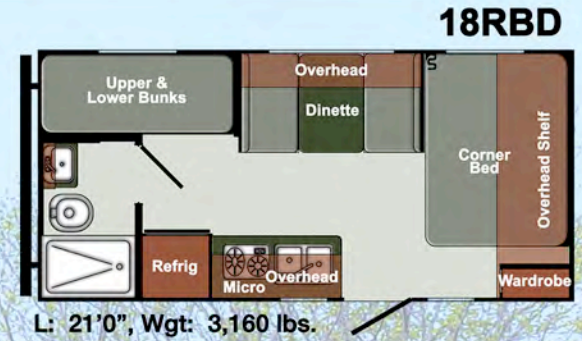 18RBD
Upper &
Lower Bunks
Overhead
Dinette
Corner
Bed
Overhead Shelf
Refrig
Micro
Overhead
Wardrobe
L: 21'0", Wgt: 3,160 lbs.